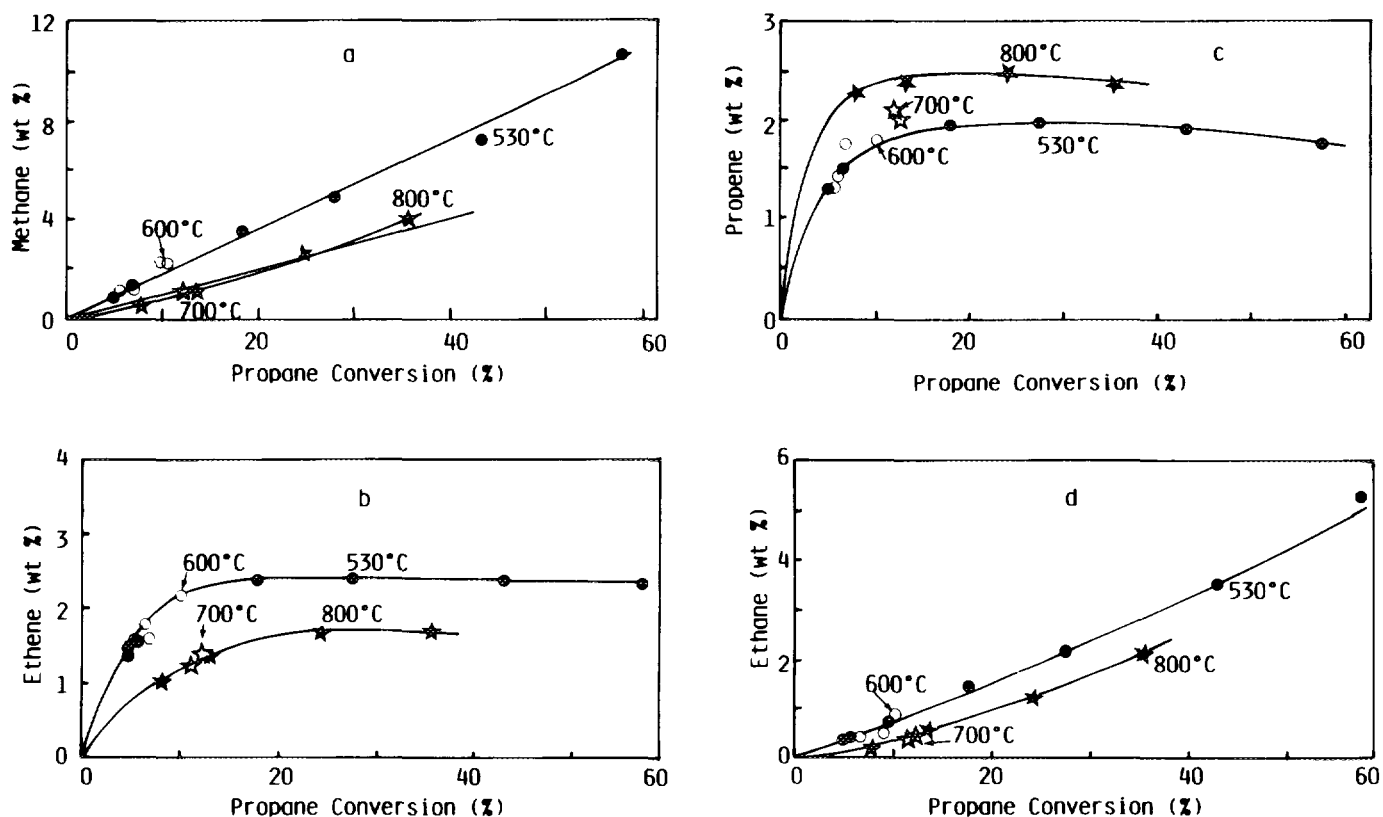 a
Methane (wt %)
12
8
4
0
600°C
530°C
800°C
700°C
0 20 40 60
Propane Conversion (%)
c
Propene (wt %)
3
2
1
0
800°C
700°C
600°C
530°C
0 20 40 60
Propane Conversion (%)
b
Ethene (wt %)
4
3
2
1
0
600°C
530°C
700°C
800°C
0 20 40 60
Propane Conversion (%)
d
Ethane (wt %)
6
4
2
0
600°C
530°C
800°C
700°C
0 20 40 60
Propane Conversion (%)